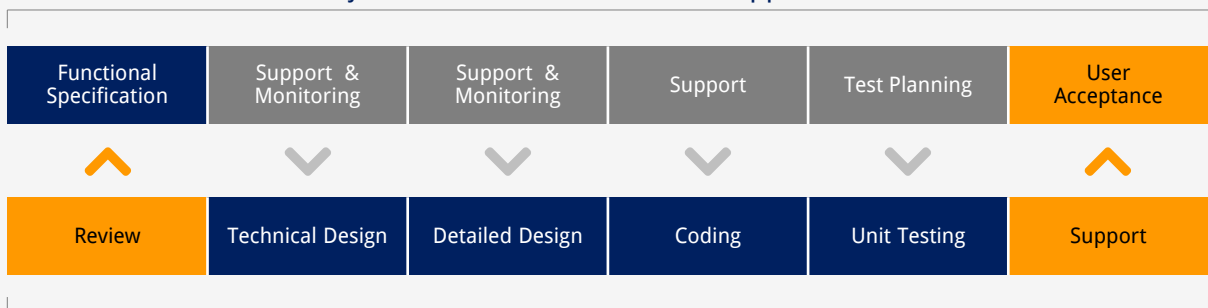 Functional
Specification
Support &
Monitoring
Support &
Monitoring
Support
Test Planning
User
Acceptance
Review
Technical Design
Detailed Design
Coding
Unit Testing
Support